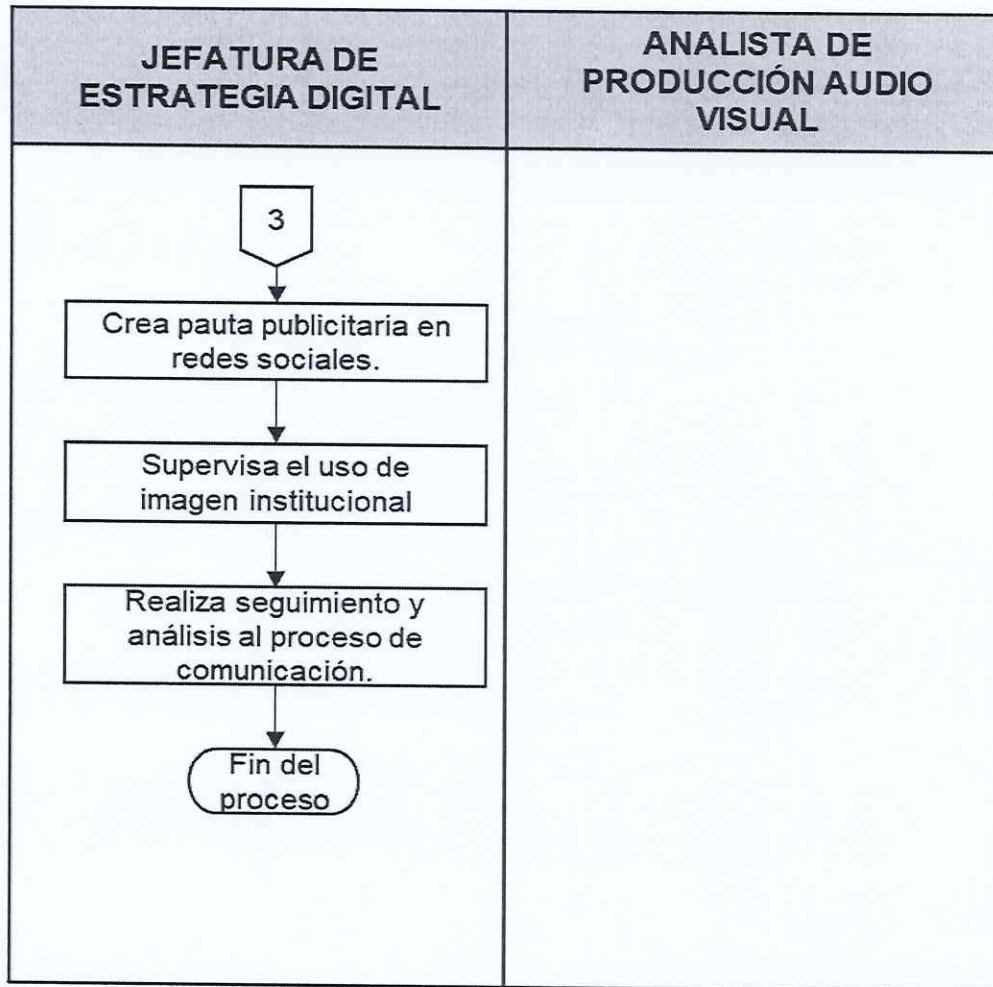 JEFATURA DE
ESTRATEGIA DIGITAL
ANALISTA DE
PRODUCCIÓN AUDIO
VISUAL
3
Crea pauta publicitaria en
redes sociales.
Supervisa el uso de
imagen institucional
Realiza seguimiento y
análisis al proceso de
comunicación.
Fin del
proceso